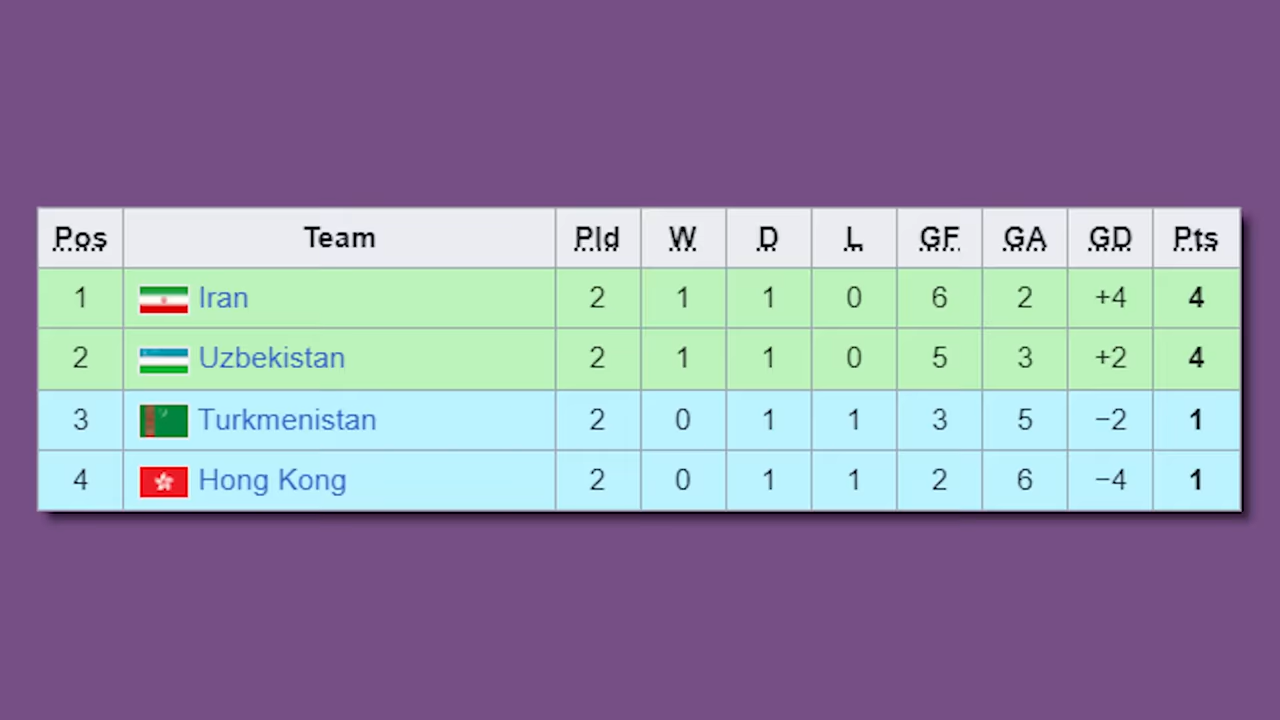 Pos Team Pld W D L GF GA GD Pts
1 Iran 2 1 1 0 6 2 +4 4
2 Uzbekistan 2 1 1 0 5 3 +2 4
3 Turkmenistan 2 0 1 1 3 5 −2 1
4 Hong Kong 2 0 1 1 2 6 −4 1